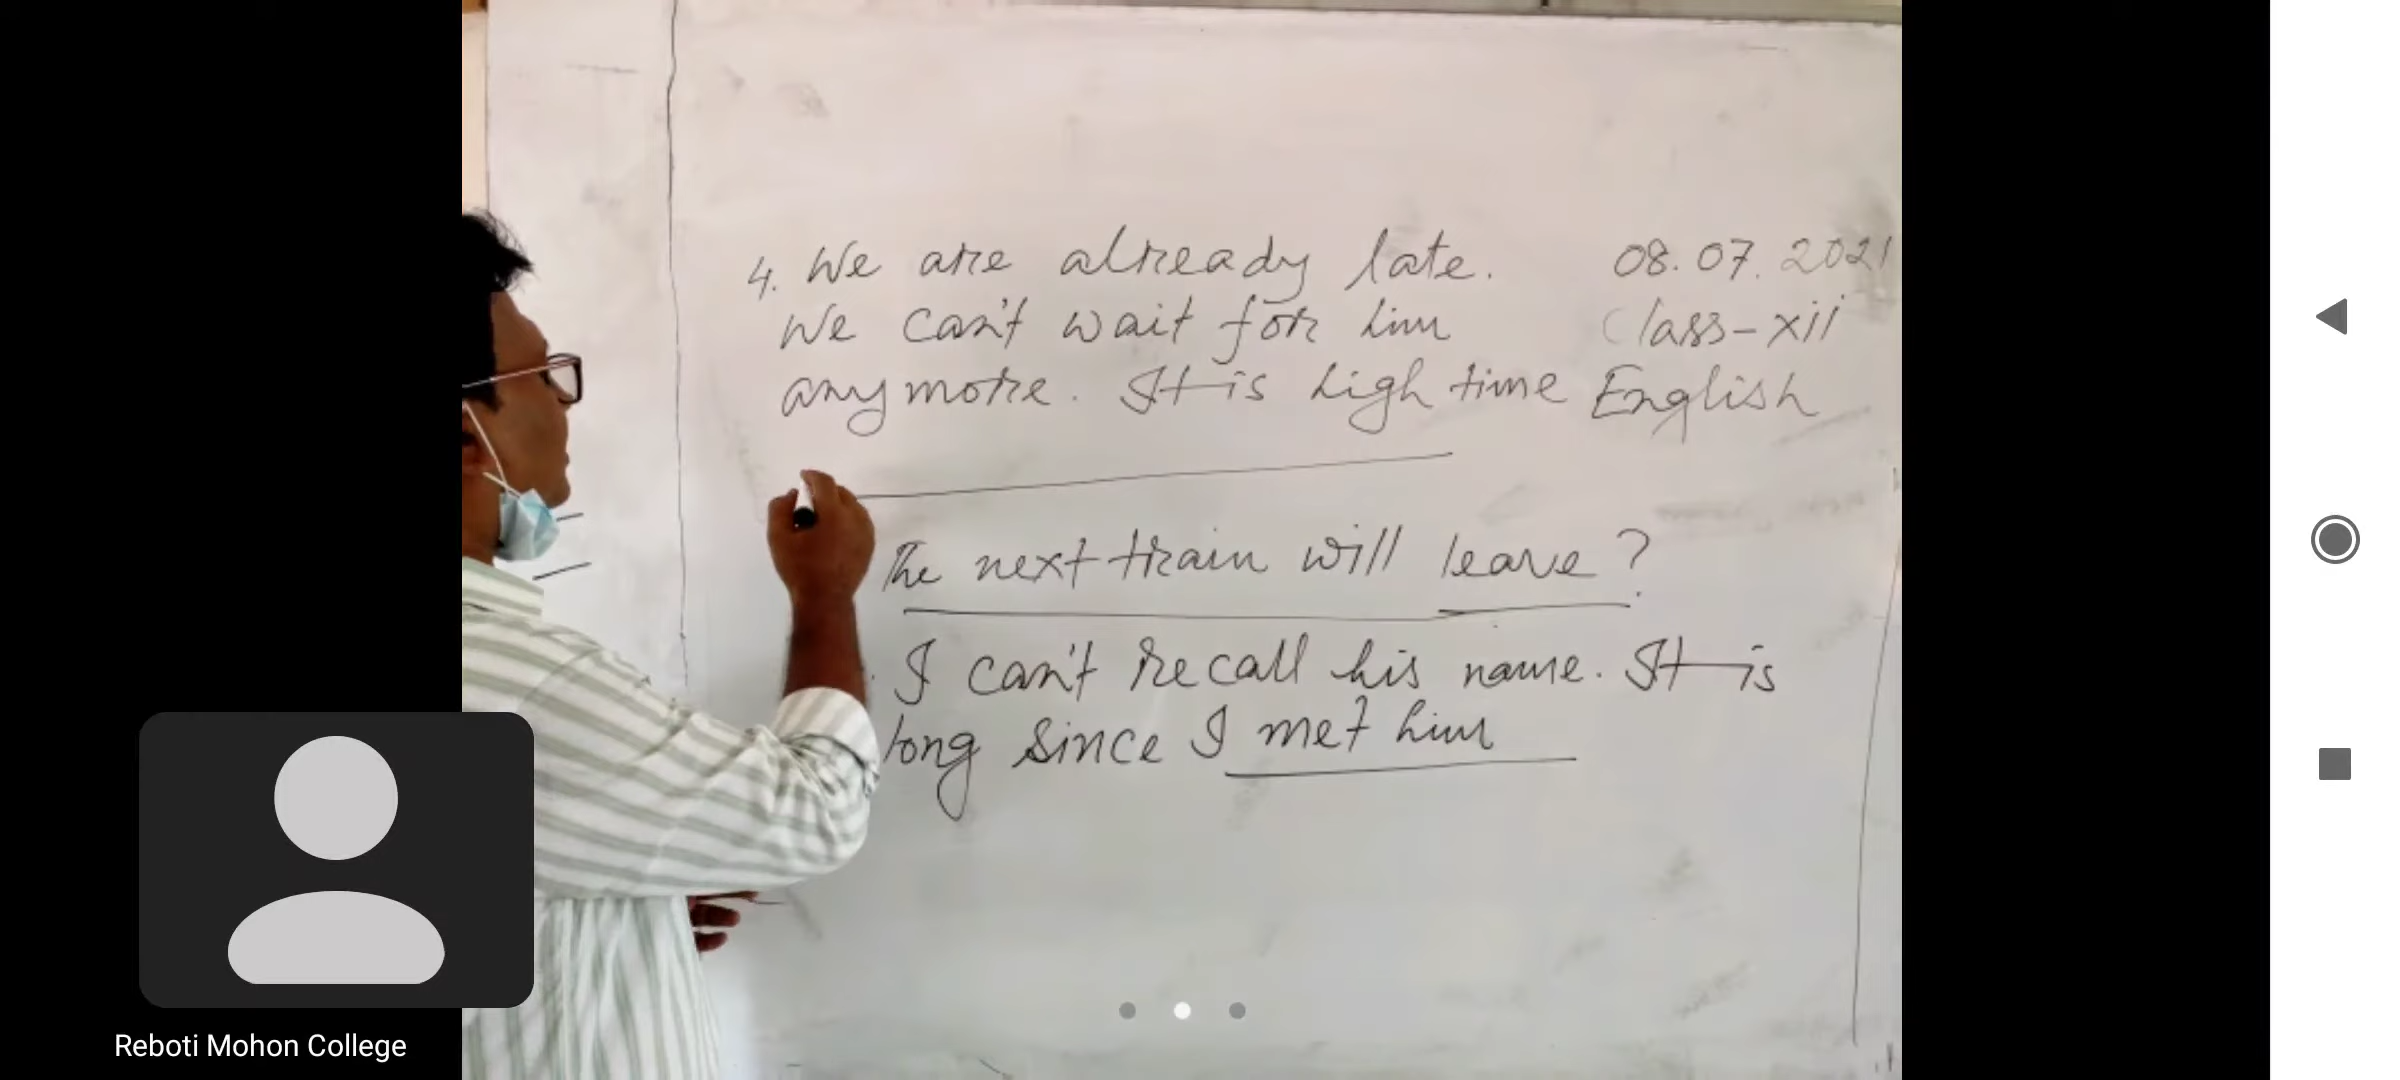 4. We are already late.
We can't wait for him
anymore. It is high time
08.07.2021
Class-xii
English
The next train will leave?
I can't recall his name. It is
long since I met him
Reboti Mohon College